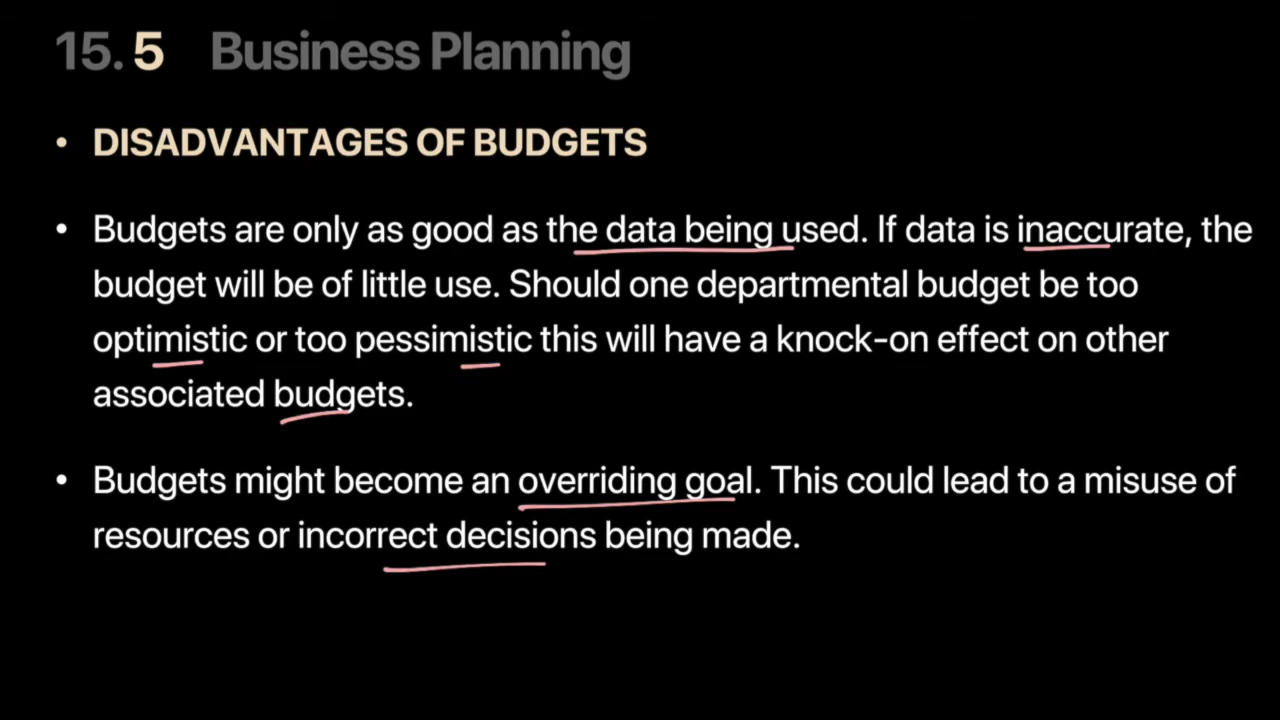 15.5 Business Planning
• DISADVANTAGES OF BUDGETS
• Budgets are only as good as the data being used. If data is inaccurate, the
budget will be of little use. Should one departmental budget be too
optimistic or too pessimistic this will have a knock-on effect on other
associated budgets.
• Budgets might become an overriding goal. This could lead to a misuse of
resources or incorrect decisions being made.